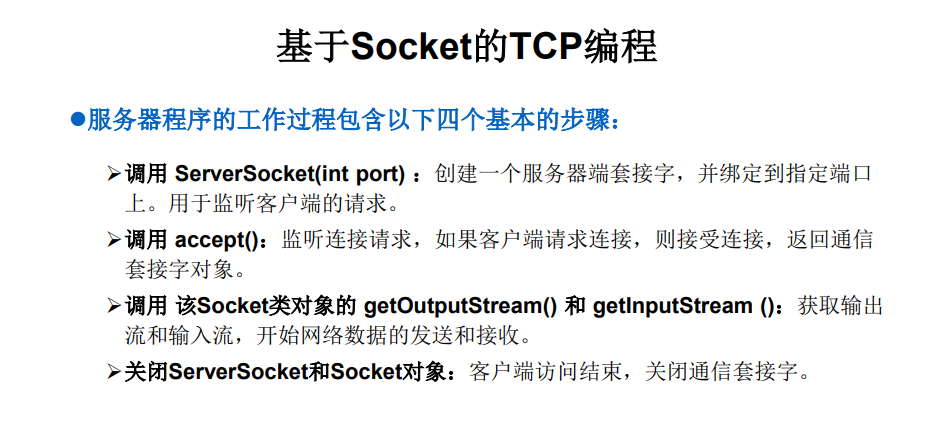 基于Socket的TCP编程
●服务器程序的工作过程包含以下四个基本的步骤：
➢调用 ServerSocket(int port) ：创建一个服务器端套接字，并绑定到指定端口
上。用于监听客户端的请求。
➢调用 accept()：监听连接请求，如果客户端请求连接，则接受连接，返回通信
套接字对象。
➢调用 该Socket类对象的 getOutputStream() 和 getInputStream ()：获取输出
流和输入流，开始网络数据的发送和接收。
➢关闭ServerSocket和Socket对象：客户端访问结束，关闭通信套接字。